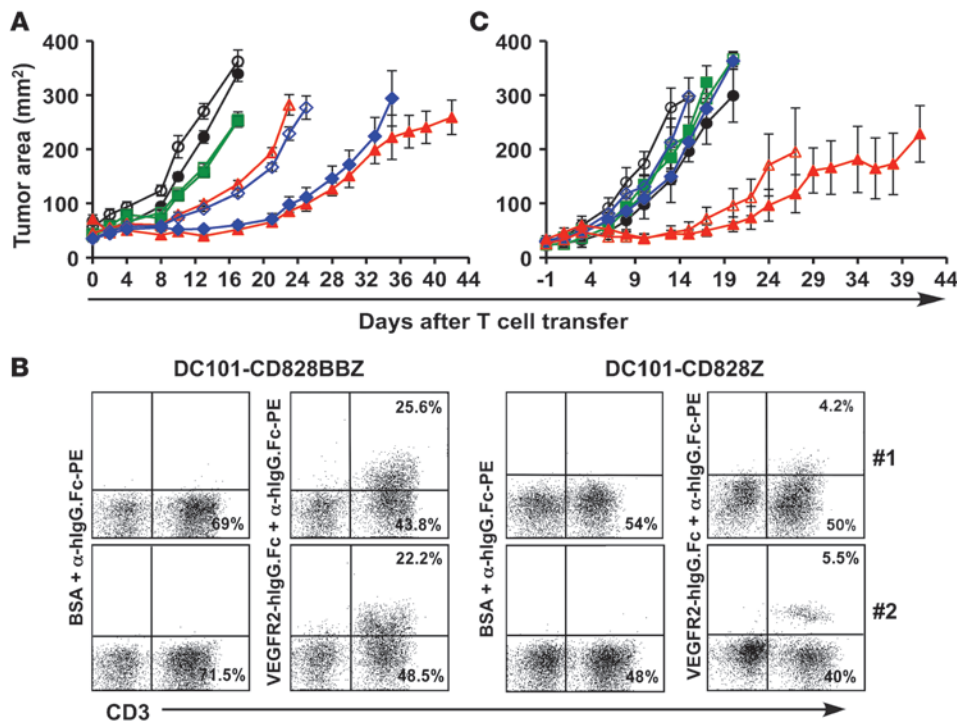 A
C
Tumor area (mm²)
400
300
200
100
0
0 4 8 12 16 20 24 28 32 36 40 44
400
300
200
100
0
-1 4 9 14 19 24 29 34 39 44
Days after T cell transfer
B
DC101-CD828BBZ
DC101-CD828Z
BSA + α-hIgG.Fc-PE
69%
71.5%
VEGFR2-hIgG.Fc + α-hIgG.Fc-PE
25.6%
43.8%
22.2%
48.5%
BSA + α-hIgG.Fc-PE
54%
48%
VEGFR2-hIgG.Fc + α-hIgG.Fc-PE
4.2%
50%
5.5%
40%
#1
#2
CD3